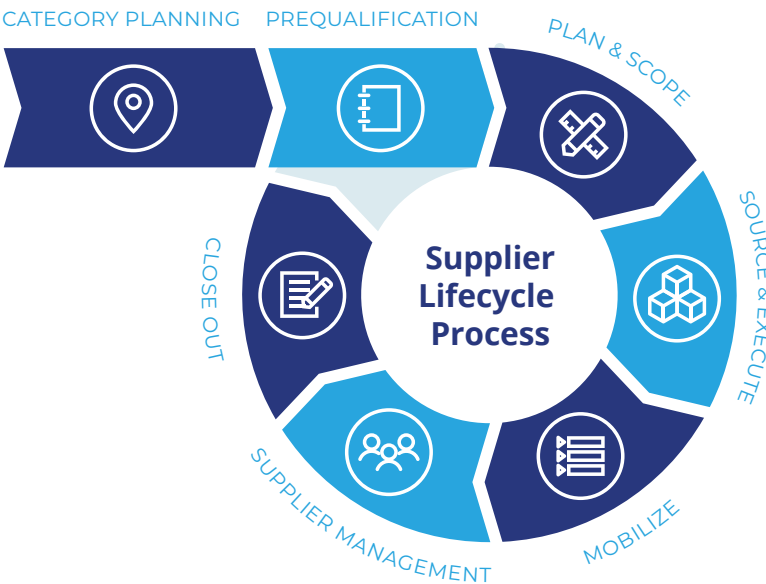 CATEGORY PLANNING
PREQUALIFICATION
PLAN & SCOPE
SOURCE & EXECUTE
MOBILIZE
SUPPLIER MANAGEMENT
CLOSE OUT
Supplier
Lifecycle
Process